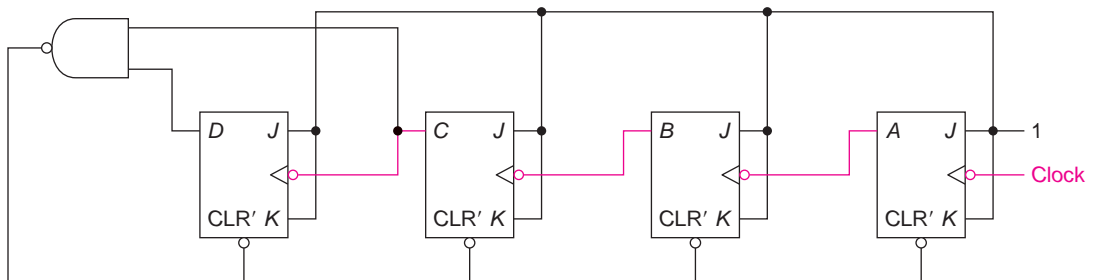 D J C J B J A J 1
Clock
CLR' K CLR' K CLR' K CLR' K